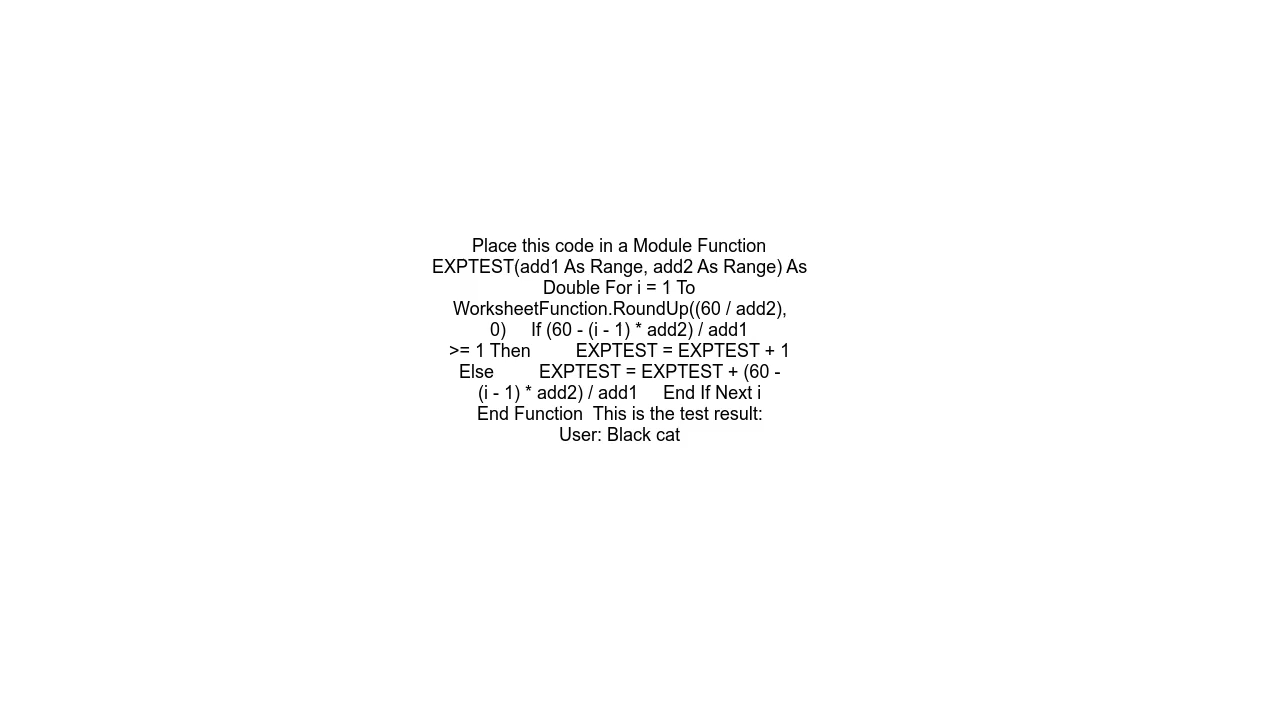 Place this code in a Module Function
EXPTEST(add1 As Range, add2 As Range) As
Double For i = 1 To
WorksheetFunction.RoundUp((60 / add2),
0)     If (60 - (i - 1) * add2) / add1
>= 1 Then         EXPTEST = EXPTEST + 1
Else         EXPTEST = EXPTEST + (60 -
(i - 1) * add2) / add1     End If Next i
End Function  This is the test result:
User: Black cat